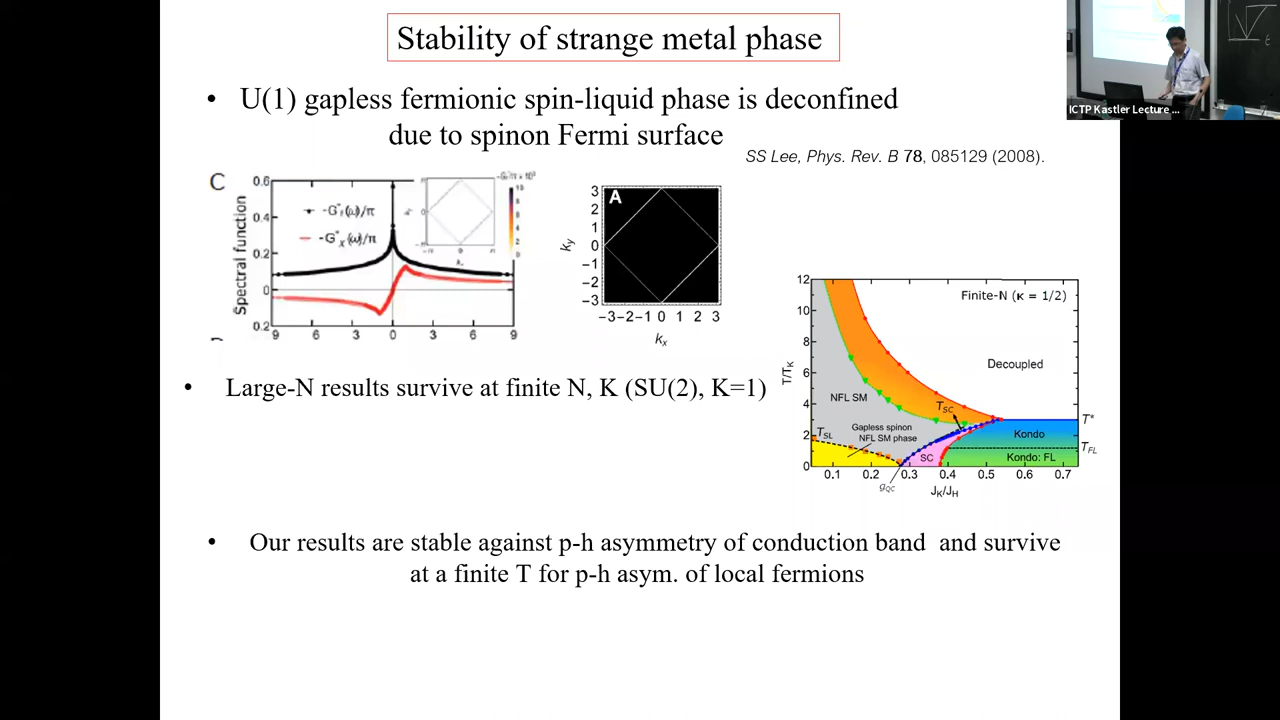 Stability of strange metal phase
• U(1) gapless fermionic spin-liquid phase is deconfined
due to spinon Fermi surface
SS Lee, Phys. Rev. B 78, 085129 (2008).
ICTP Kastler Lecture ...
C
Spectral function
0.6
0.4
0.2
0
0.2
9 6 3 0 3 6 9
A
k_y
3
2
1
0
−1
−2
−3
−3−2−1 0 1 2 3
k_x
• Large-N results survive at finite N, K (SU(2), K=1)
Finite-N (κ = 1/2)
T/T_K
12
10
8
6
4
2
0
Decoupled
NFL SM
T_SC
T*
Gapless spinon
NFL SM phase
T_SL
Kondo
T_FL
SC
Kondo: FL
0.1 0.2 0.3 0.4 0.5 0.6 0.7
g_QC
J_K/J_H
• Our results are stable against p-h asymmetry of conduction band and survive
at a finite T for p-h asym. of local fermions